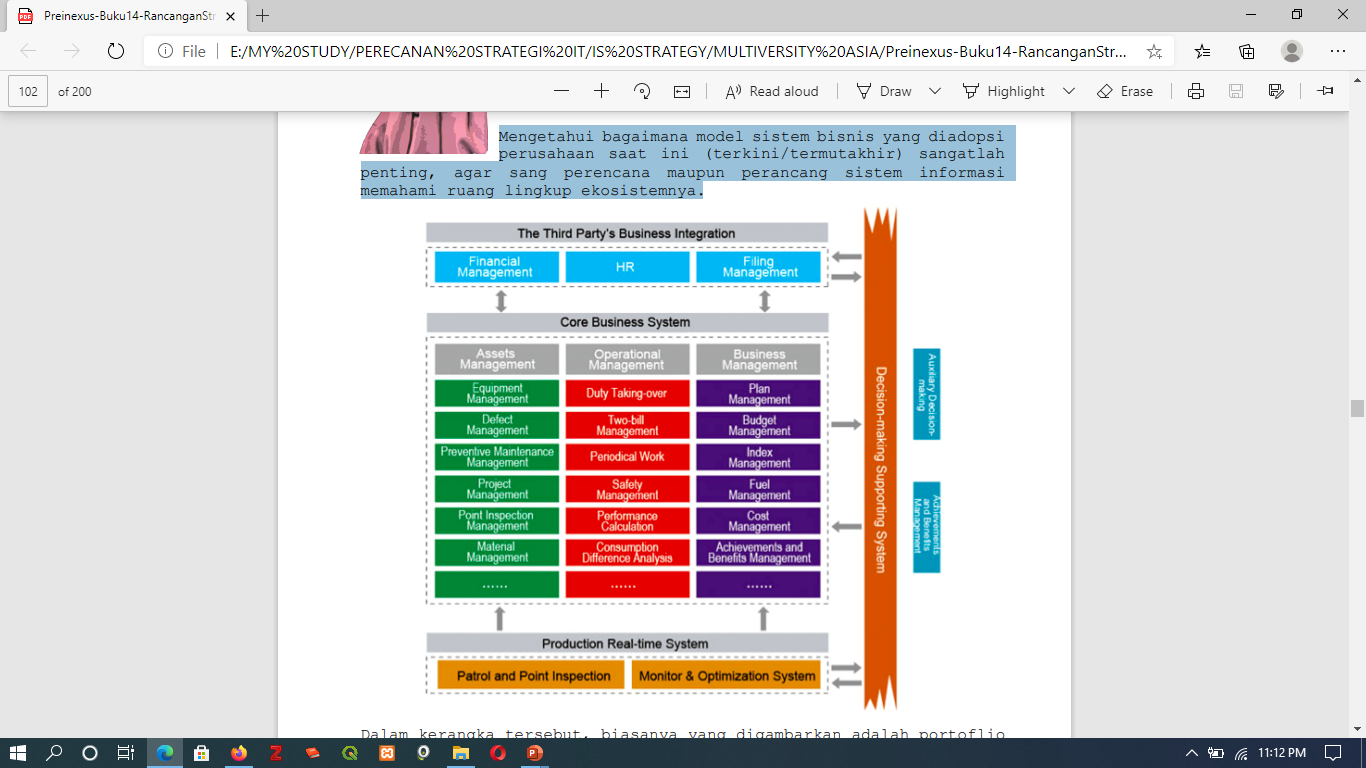 Preinexus-Buku14-RancanganStr
File
E:/MY%20STUDY/PERECANAN%20STRATEGI%20IT/IS%20STRATEGY/MULTIVERSITY%20ASIA/Preinexus-Buku14-RancanganStr...
102
of 200
Read aloud
Draw
Highlight
Erase
Mengetahui bagaimana model sistem bisnis yang diadopsi
perusahaan saat ini (terkini/termutakhir) sangatlah
penting, agar sang perencana maupun perancang sistem informasi
memahami ruang lingkup ekosistemnya.
The Third Party's Business Integration
Financial
Management
HR
Filing
Management
Core Business System
Assets
Management
Operational
Management
Business
Management
Equipment
Management
Duty Taking-over
Plan
Management
Defect
Management
Two-bill
Management
Budget
Management
Preventive Maintenance
Management
Periodical Work
Index
Management
Project
Management
Safety
Management
Fuel
Management
Point Inspection
Management
Performance
Calculation
Cost
Management
Material
Management
Consumption
Difference Analysis
Achievements and
Benefits Management
......
......
......
Production Real-time System
Patrol and Point Inspection
Monitor & Optimization System
Decision-making Supporting System
Auxiliary Decision-
making
Achievements
and Benefits
Management
Dalam kerangka tersebut, biasanya yang digambarkan adalah portoflio
11:12 PM